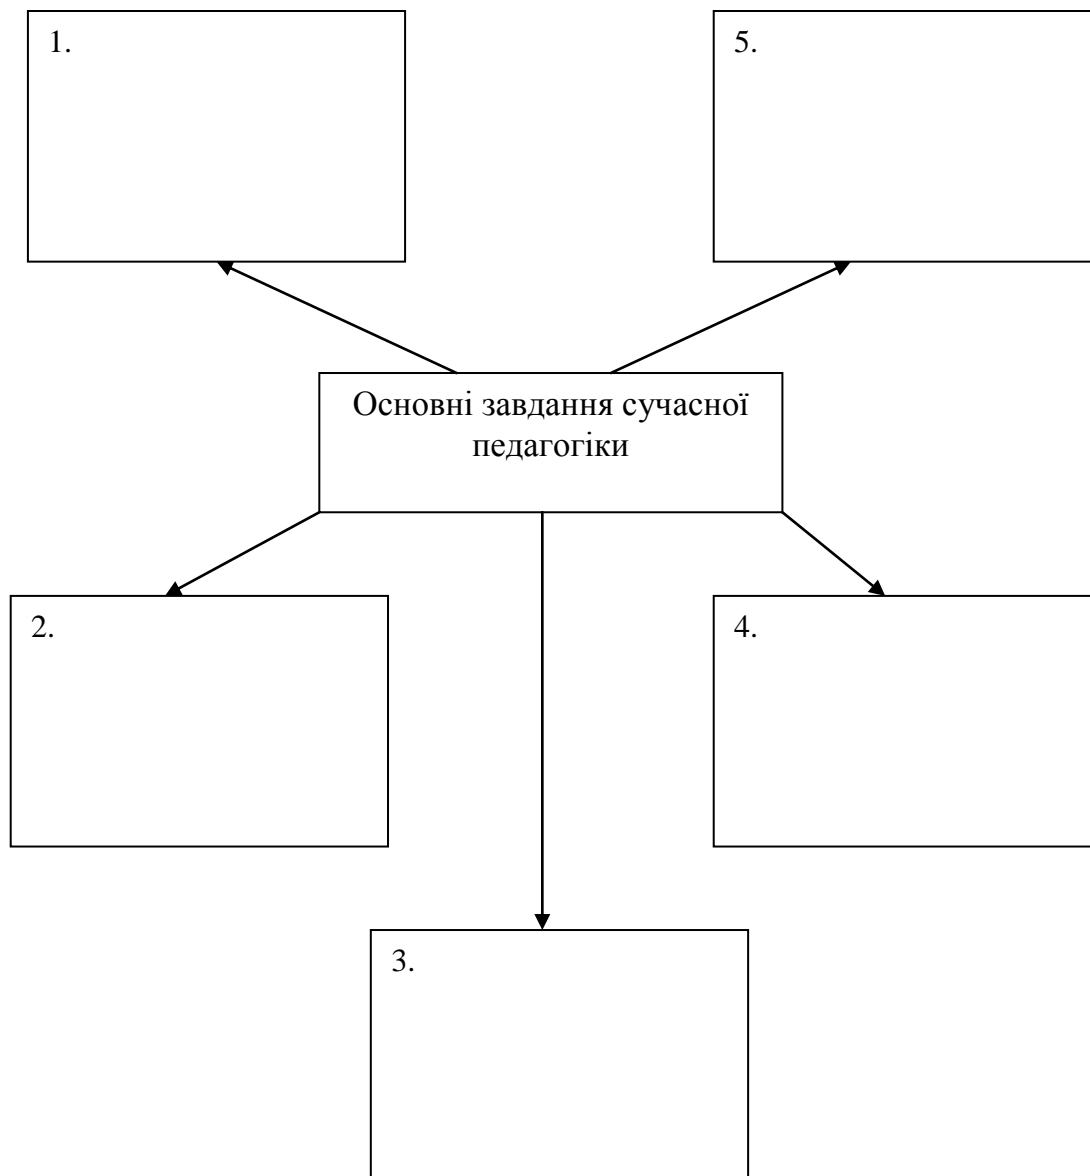 1.
5.
Основні завдання сучасної
педагогіки
2.
4.
3.